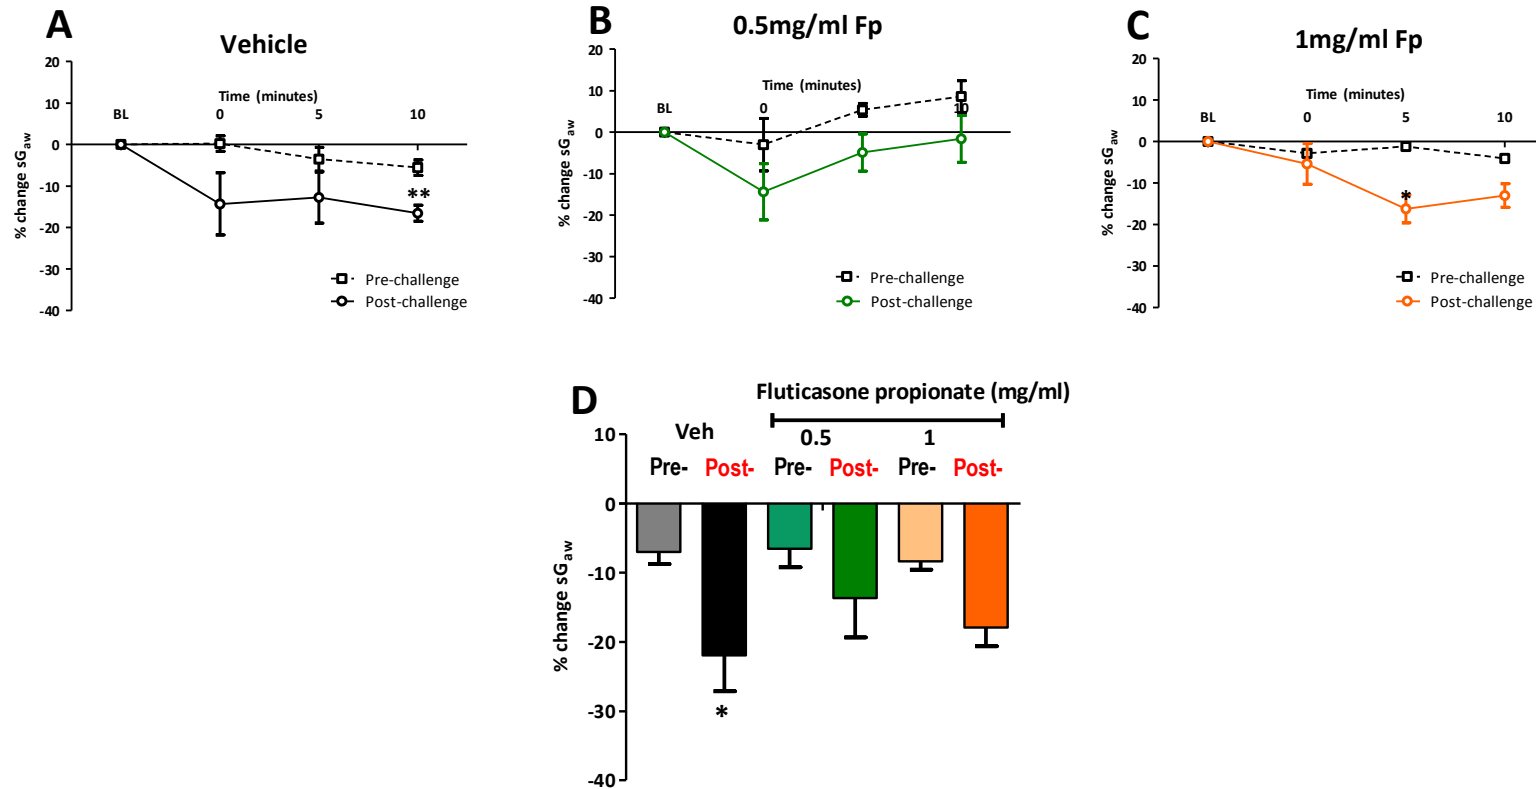 A
Vehicle
20
10
0
-10
-20
-30
-40
% change sGaw
Time (minutes)
BL
0
5
10
**
Pre-challenge
Post-challenge
B
0.5mg/ml Fp
20
10
0
-10
-20
-30
-40
% change sGaw
Time (minutes)
BL
0
10
Pre-challenge
Post-challenge
C
1mg/ml Fp
20
10
0
-10
-20
-30
-40
% change sGaw
Time (minutes)
BL
0
5
10
*
Pre-challenge
Post-challenge
D
Fluticasone propionate (mg/ml)
Veh
0.5
1
Pre- Post- Pre- Post- Pre- Post-
10
0
-10
-20
-30
-40
% change sGaw
*